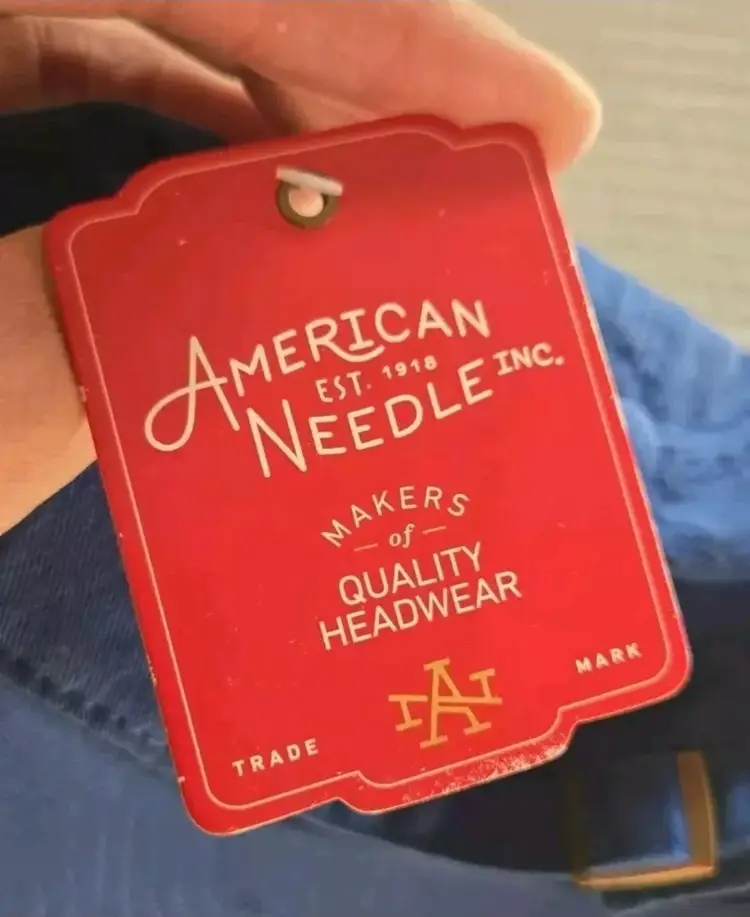 AMERICAN
EST. 1918
NEEDLE INC.
MAKERS
of
QUALITY
HEADWEAR
TRADE MARK